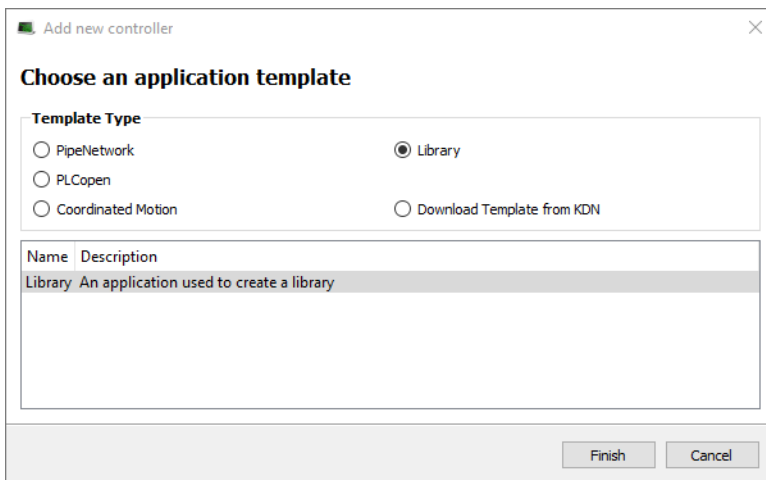 Add new controller
Choose an application template
Template Type
PipeNetwork
Library
PLCopen
Coordinated Motion
Download Template from KDN
Name Description
Library An application used to create a library
Finish Cancel